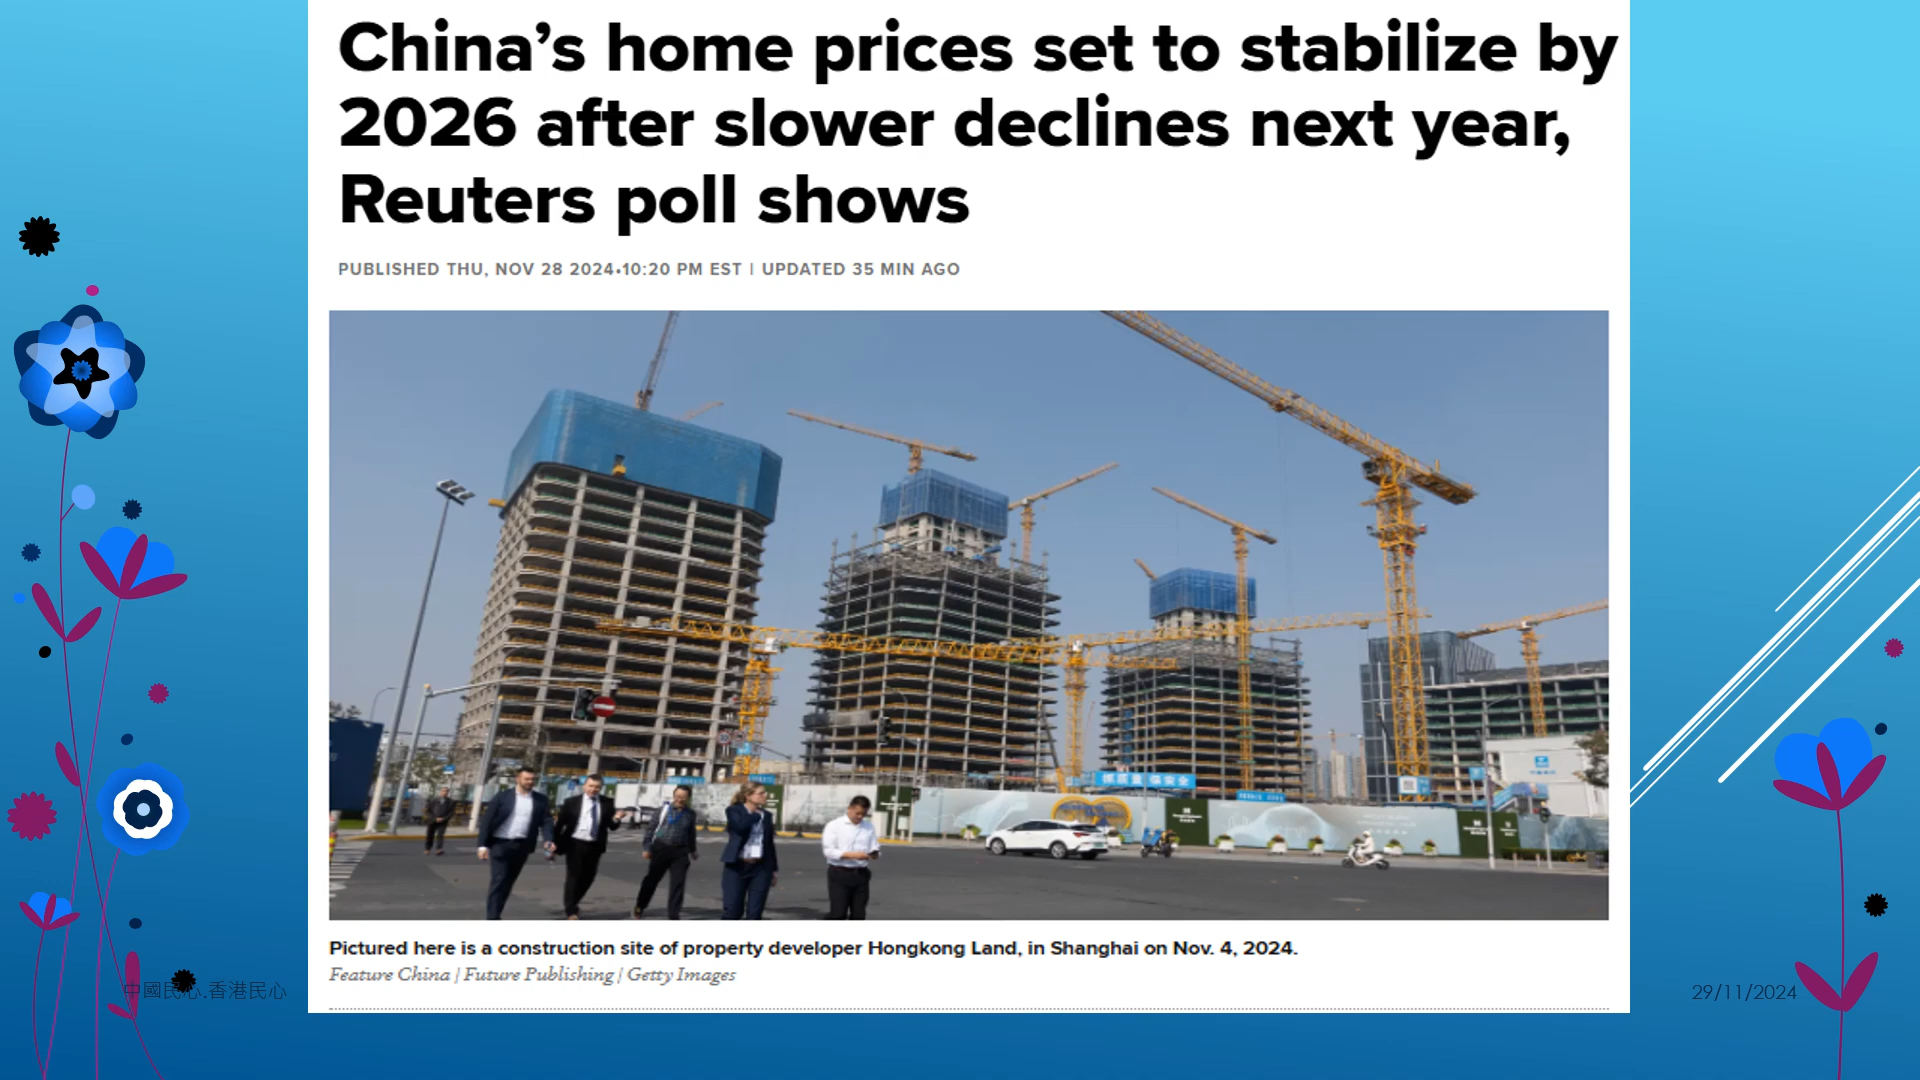 China’s home prices set to stabilize by
2026 after slower declines next year,
Reuters poll shows
PUBLISHED THU, NOV 28 2024•10:20 PM EST | UPDATED 35 MIN AGO
Pictured here is a construction site of property developer Hongkong Land, in Shanghai on Nov. 4, 2024.
Feature China | Future Publishing | Getty Images
中國民心.香港民心
29/11/2024